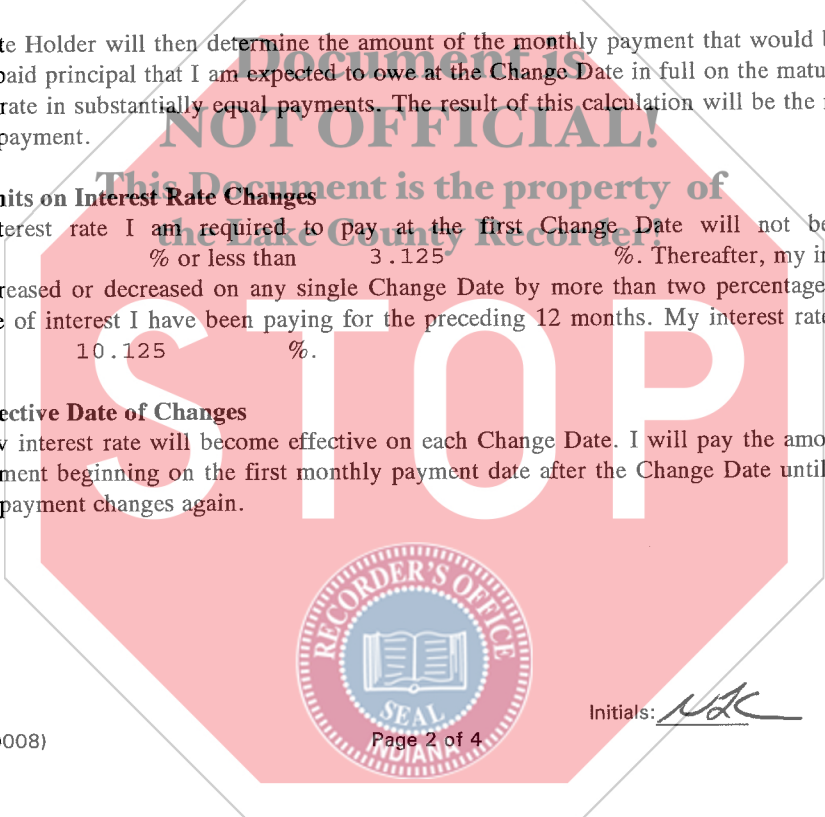 te Holder will then determine the amount of the monthly payment that would b
paid principal that I am expected to owe at the Change Date in full on the matu
rate in substantially equal payments. The result of this calculation will be the
payment.
Document is
NOT OFFICIAL!
This Document is the property of
the Lake County Recorder!
nits on Interest Rate Changes
terest rate I am required to pay at the first Change Date will not be
% or less than 3.125 %. Thereafter, my in
reased or decreased on any single Change Date by more than two percentage
e of interest I have been paying for the preceding 12 months. My interest rate
10.125 %.
STOP
ective Date of Changes
v interest rate will become effective on each Change Date. I will pay the amo
ment beginning on the first monthly payment date after the Change Date until
payment changes again.
RECORDER'S OFFICE
SEAL
INDIANA
Initials:
008)
Page 2 of 4